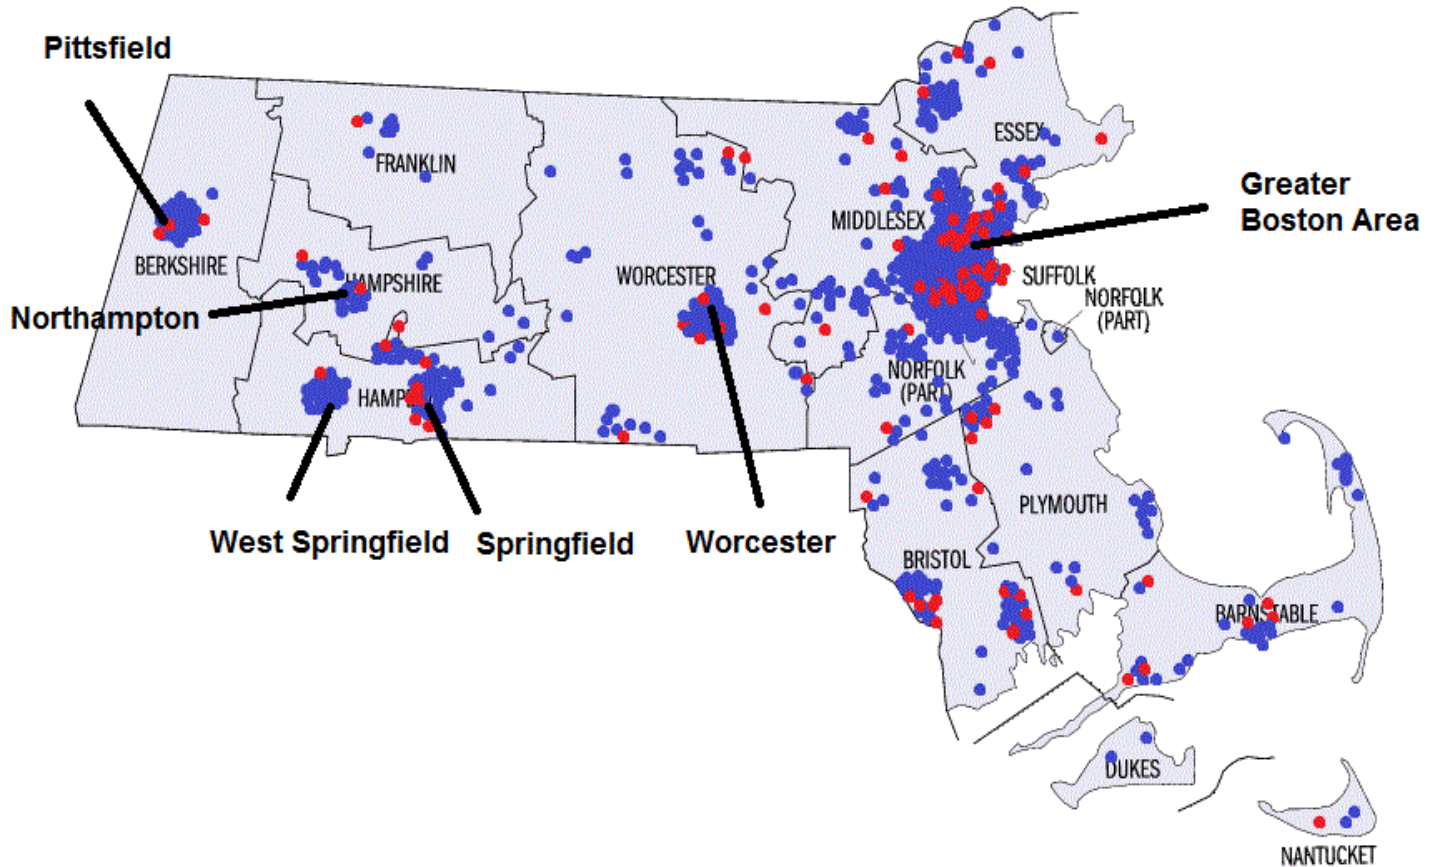 Pittsfield
ESSEX
FRANKLIN
Greater
Boston Area
MIDDLESEX
BERKSHIRE
HAMPSHIRE
WORCESTER
SUFFOLK
NORFOLK
(PART)
Northampton
NORFOLK
(PART)
HAMP
PLYMOUTH
West Springfield
Springfield
Worcester
BRISTOL
BARNSTABLE
DUKES
NANTUCKET